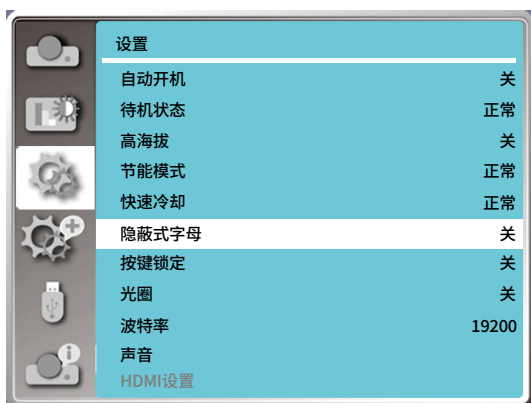 设置
自动开机 关
待机状态 正常
高海拔 关
节能模式 正常
快速冷却 正常
隐蔽式字母 关
按键锁定 关
光圈 关
波特率 19200
声音
HDMI设置